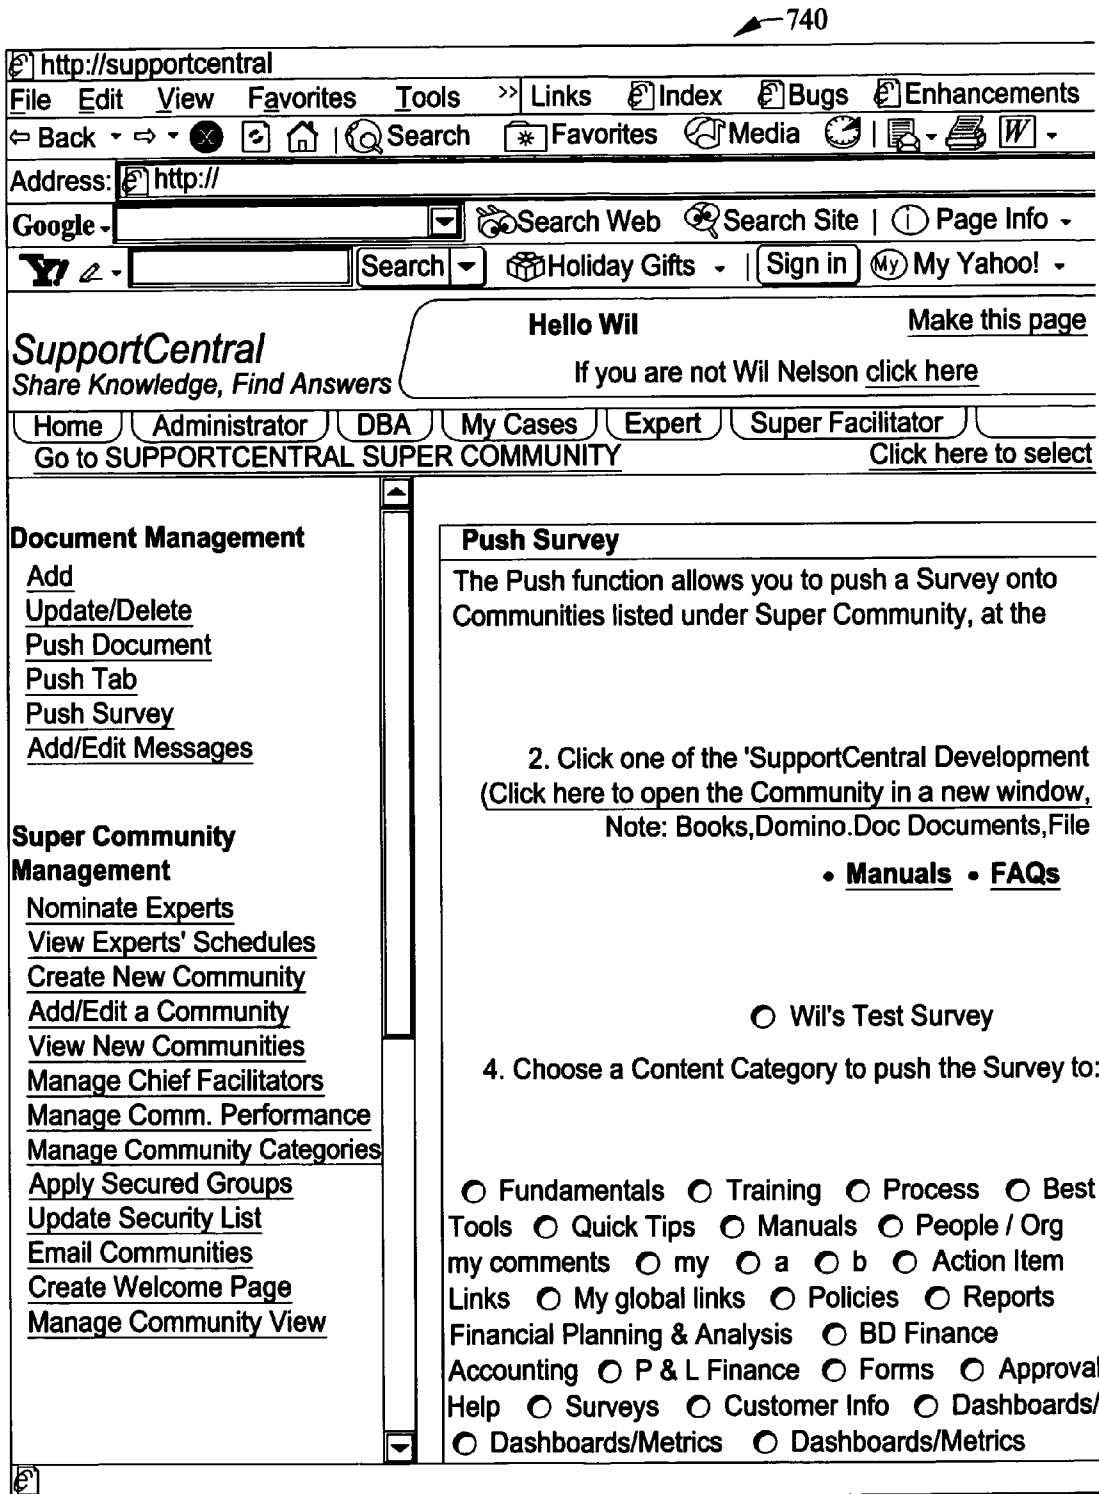 740
http://supportcentral
File Edit View Favorites Tools >> Links Index Bugs Enhancements
Back Search Favorites Media W
Address: http://
Google Search Web Search Site | Page Info
Y! Search Holiday Gifts | Sign in My My Yahoo!
Hello Wil Make this page
SupportCentral
Share Knowledge, Find Answers
If you are not Wil Nelson click here
Home Administrator DBA My Cases Expert Super Facilitator
Go to SUPPORTCENTRAL SUPER COMMUNITY Click here to select
Document Management
Add
Update/Delete
Push Document
Push Tab
Push Survey
Add/Edit Messages
Super Community
Management
Nominate Experts
View Experts' Schedules
Create New Community
Add/Edit a Community
View New Communities
Manage Chief Facilitators
Manage Comm. Performance
Manage Community Categories
Apply Secured Groups
Update Security List
Email Communities
Create Welcome Page
Manage Community View
Push Survey
The Push function allows you to push a Survey onto
Communities listed under Super Community, at the
2. Click one of the 'SupportCentral Development
(Click here to open the Community in a new window,
Note: Books,Domino.Doc Documents,File
• Manuals • FAQs
Wil's Test Survey
4. Choose a Content Category to push the Survey to:
Fundamentals Training Process Best
Tools Quick Tips Manuals People / Org
my comments my a b Action Item
Links My global links Policies Reports
Financial Planning & Analysis BD Finance
Accounting P & L Finance Forms Approval
Help Surveys Customer Info Dashboards/
Dashboards/Metrics Dashboards/Metrics